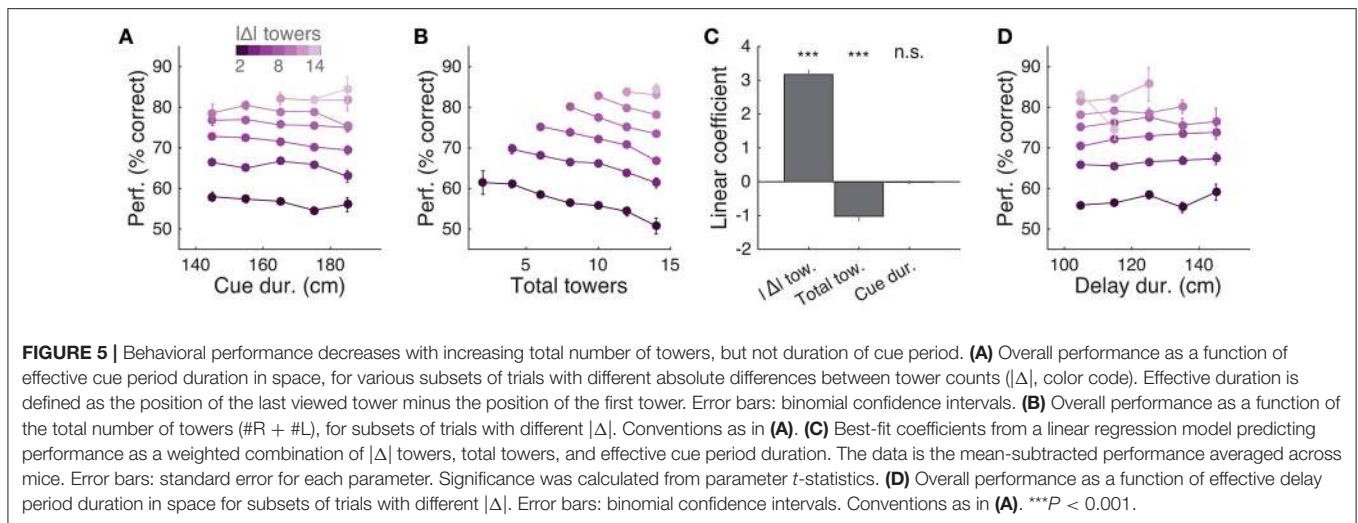 A
|Δ| towers
2 8 14
90
80
70
60
50
Perf. (% correct)
140 160 180
Cue dur. (cm)
B
90
80
70
60
50
Perf. (% correct)
5 10 15
Total towers
C
*** *** n.s.
4
3
2
1
0
-1
-2
Linear coefficient
|Δ| tow.
Total tow.
Cue dur.
D
90
80
70
60
50
Perf. (% correct)
100 120 140
Delay dur. (cm)
FIGURE 5 | Behavioral performance decreases with increasing total number of towers, but not duration of cue period. (A) Overall performance as a function of
effective cue period duration in space, for various subsets of trials with different absolute differences between tower counts (|Δ|, color code). Effective duration is
defined as the position of the last viewed tower minus the position of the first tower. Error bars: binomial confidence intervals. (B) Overall performance as a function of
the total number of towers (#R + #L), for subsets of trials with different |Δ|. Conventions as in (A). (C) Best-fit coefficients from a linear regression model predicting
performance as a weighted combination of |Δ| towers, total towers, and effective cue period duration. The data is the mean-subtracted performance averaged across
mice. Error bars: standard error for each parameter. Significance was calculated from parameter t-statistics. (D) Overall performance as a function of effective delay
period duration in space for subsets of trials with different |Δ|. Error bars: binomial confidence intervals. Conventions as in (A). ***P < 0.001.